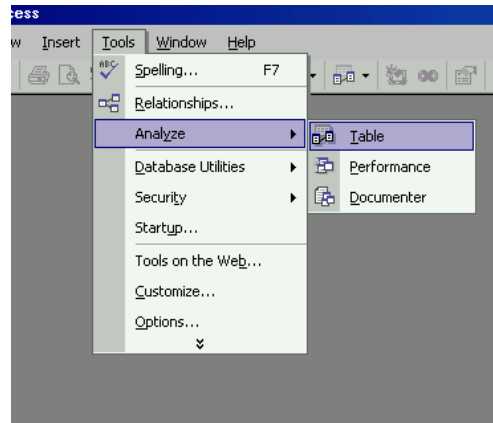 cess
w Insert Tools Window Help
ABC Spelling... F7
Relationships...
Analyze
Table
Performance
Documenter
Database Utilities
Security
Startup...
Tools on the Web...
Customize...
Options...